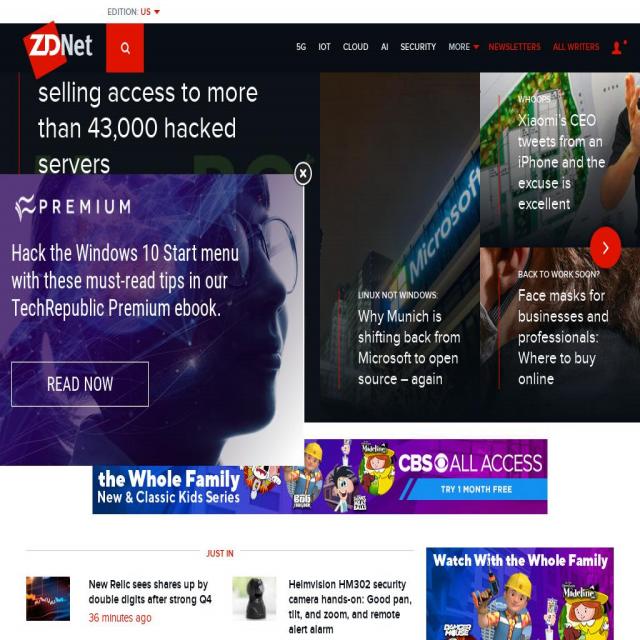 EDITION: US
ZDNet
5G IOT CLOUD AI SECURITY MORE NEWSLETTERS ALL WRITERS
selling access to more
than 43,000 hacked
servers
PREMIUM
Hack the Windows 10 Start menu
with these must-read tips in our
TechRepublic Premium ebook.
READ NOW
Microsoft
LINUX NOT WINDOWS:
Why Munich is
shifting back from
Microsoft to open
source – again
WHOOPS
Xiaomi's CEO
tweets from an
iPhone and the
excuse is
excellent
BACK TO WORK SOON?
Face masks for
businesses and
professionals:
Where to buy
online
the Whole Family
New & Classic Kids Series
Bob
Madeline
CBS ALL ACCESS
TRY 1 MONTH FREE
JUST IN
New Relic sees shares up by
double digits after strong Q4
36 minutes ago
Heimvision HM302 security
camera hands-on: Good pan,
tilt, and zoom, and remote
alert alarm
Watch With the Whole Family
DANGER
MOUSE
Madeline